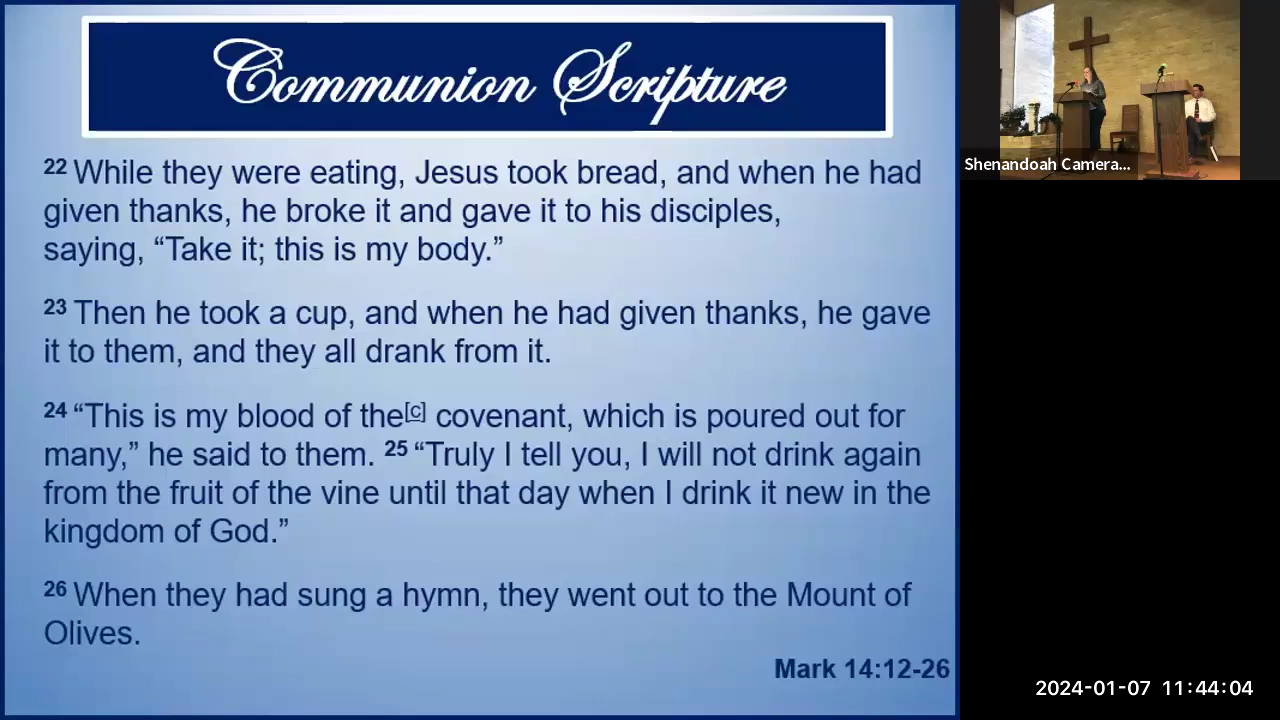 Communion Scripture
22 While they were eating, Jesus took bread, and when he had
given thanks, he broke it and gave it to his disciples,
saying, “Take it; this is my body.”
23 Then he took a cup, and when he had given thanks, he gave
it to them, and they all drank from it.
24 “This is my blood of the[c] covenant, which is poured out for
many,” he said to them. 25 “Truly I tell you, I will not drink again
from the fruit of the vine until that day when I drink it new in the
kingdom of God.”
26 When they had sung a hymn, they went out to the Mount of
Olives.
Mark 14:12-26
Shenandoah Camera...
2024-01-07 11:44:04